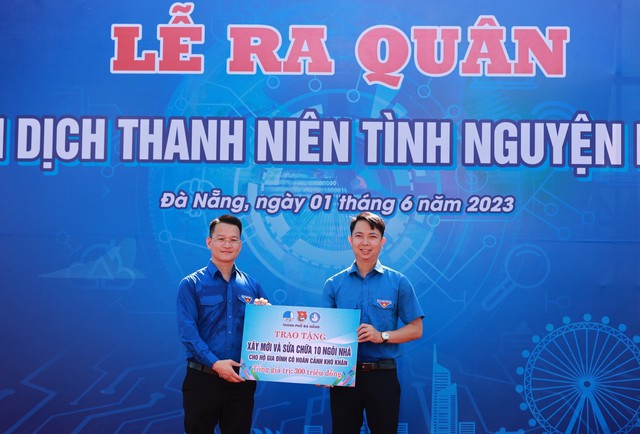 LỄ RA QUÂN
DỊCH THANH NIÊN TÌNH NGUYỆN
Đà Nẵng, ngày 01 tháng 6 năm 2023
THÀNH PHỐ ĐÀ NẴNG
TRAO TẶNG
XÂY MỚI VÀ SỬA CHỮA 10 NGÔI NHÀ
CHO HỘ GIA ĐÌNH CÓ HOÀN CẢNH KHÓ KHĂN
Tổng giá trị: 300 triệu đồng